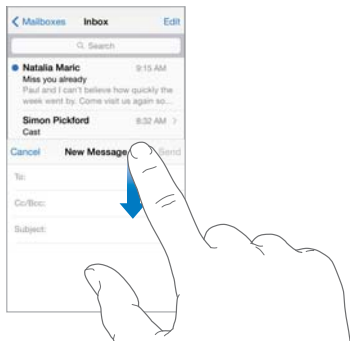 Mailboxes Inbox Edit
Search
Natalia Maric 9:15 AM
Miss you already
Paul and I can't believe how quickly the
week went by. Come visit us again so...
Simon Pickford 8:32 AM
Cast
Cancel New Message Send
To:
Cc/Bcc:
Subject: